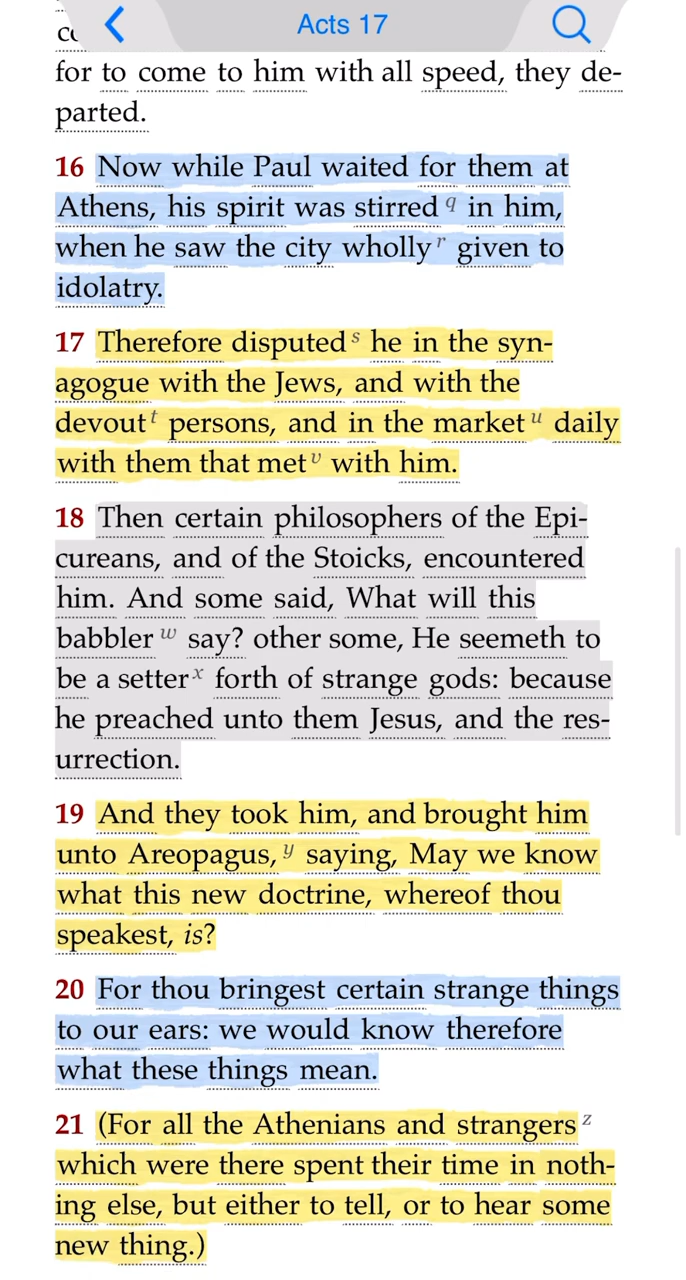 Acts 17
for to come to him with all speed, they de-
parted.
16 Now while Paul waited for them at
Athens, his spirit was stirred q in him,
when he saw the city wholly r given to
idolatry.
17 Therefore disputed s he in the syn-
agogue with the Jews, and with the
devout t persons, and in the market u daily
with them that met v with him.
18 Then certain philosophers of the Epi-
cureans, and of the Stoicks, encountered
him. And some said, What will this
babbler w say? other some, He seemeth to
be a setter x forth of strange gods: because
he preached unto them Jesus, and the res-
urrection.
19 And they took him, and brought him
unto Areopagus, y saying, May we know
what this new doctrine, whereof thou
speakest, is?
20 For thou bringest certain strange things
to our ears: we would know therefore
what these things mean.
21 (For all the Athenians and strangers z
which were there spent their time in noth-
ing else, but either to tell, or to hear some
new thing.)